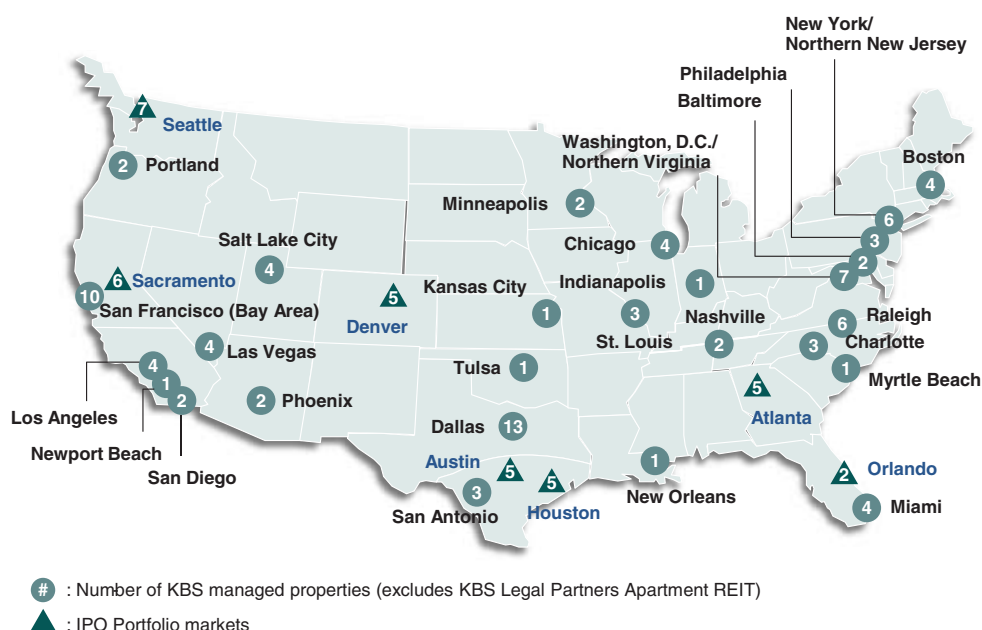 New York/
Northern New Jersey
Philadelphia
Baltimore
7
Seattle
Washington, D.C./
Northern Virginia
Boston
2
Portland
4
Minneapolis
2
6
Salt Lake City
Chicago
4
3
4
2
6
Sacramento
Kansas City
Indianapolis
7
10
5
1
San Francisco (Bay Area)
Denver
1
3
Nashville
Raleigh
6
St. Louis
2
3
Charlotte
4
Las Vegas
4
Tulsa
1
1
Myrtle Beach
1
5
2
2
Phoenix
Los Angeles
Atlanta
Dallas
13
Newport Beach
Austin
5
1
2
Orlando
San Diego
3
5
New Orleans
4
Miami
San Antonio
Houston
# : Number of KBS managed properties (excludes KBS Legal Partners Apartment REIT)
: IPO Portfolio markets